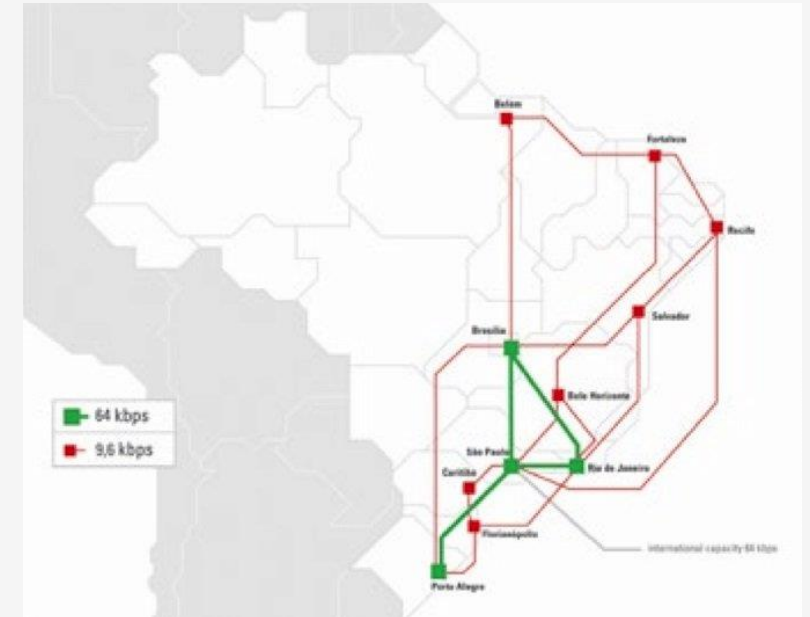 Belem
Fortaleza
Recife
Salvador
Brasília
Belo Horizonte
São Paulo
Rio de Janeiro
Curitiba
Florianópolis
Porto Alegre
64 kbps
9,6 kbps
international capacity 64 kbps